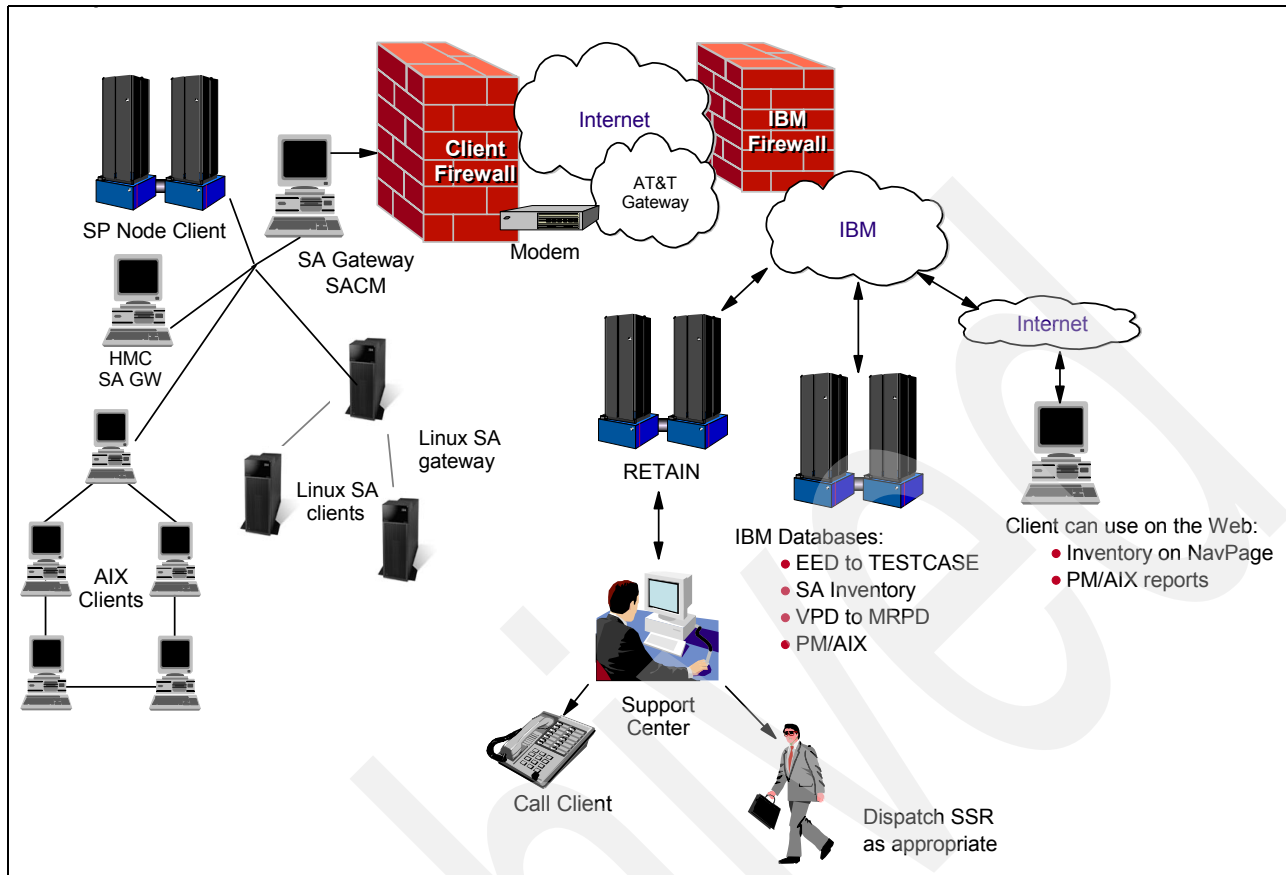 Client
Firewall
Internet
AT&T
Gateway
IBM
Firewall
SP Node Client
SA Gateway
SACM
Modem
IBM
HMC
SA GW
Internet
Linux SA
gateway
Linux SA
clients
RETAIN
AIX
Clients
IBM Databases:
• EED to TESTCASE
• SA Inventory
• VPD to MRPD
• PM/AIX
Client can use on the Web:
• Inventory on NavPage
• PM/AIX reports
Support
Center
Call Client
Dispatch SSR
as appropriate